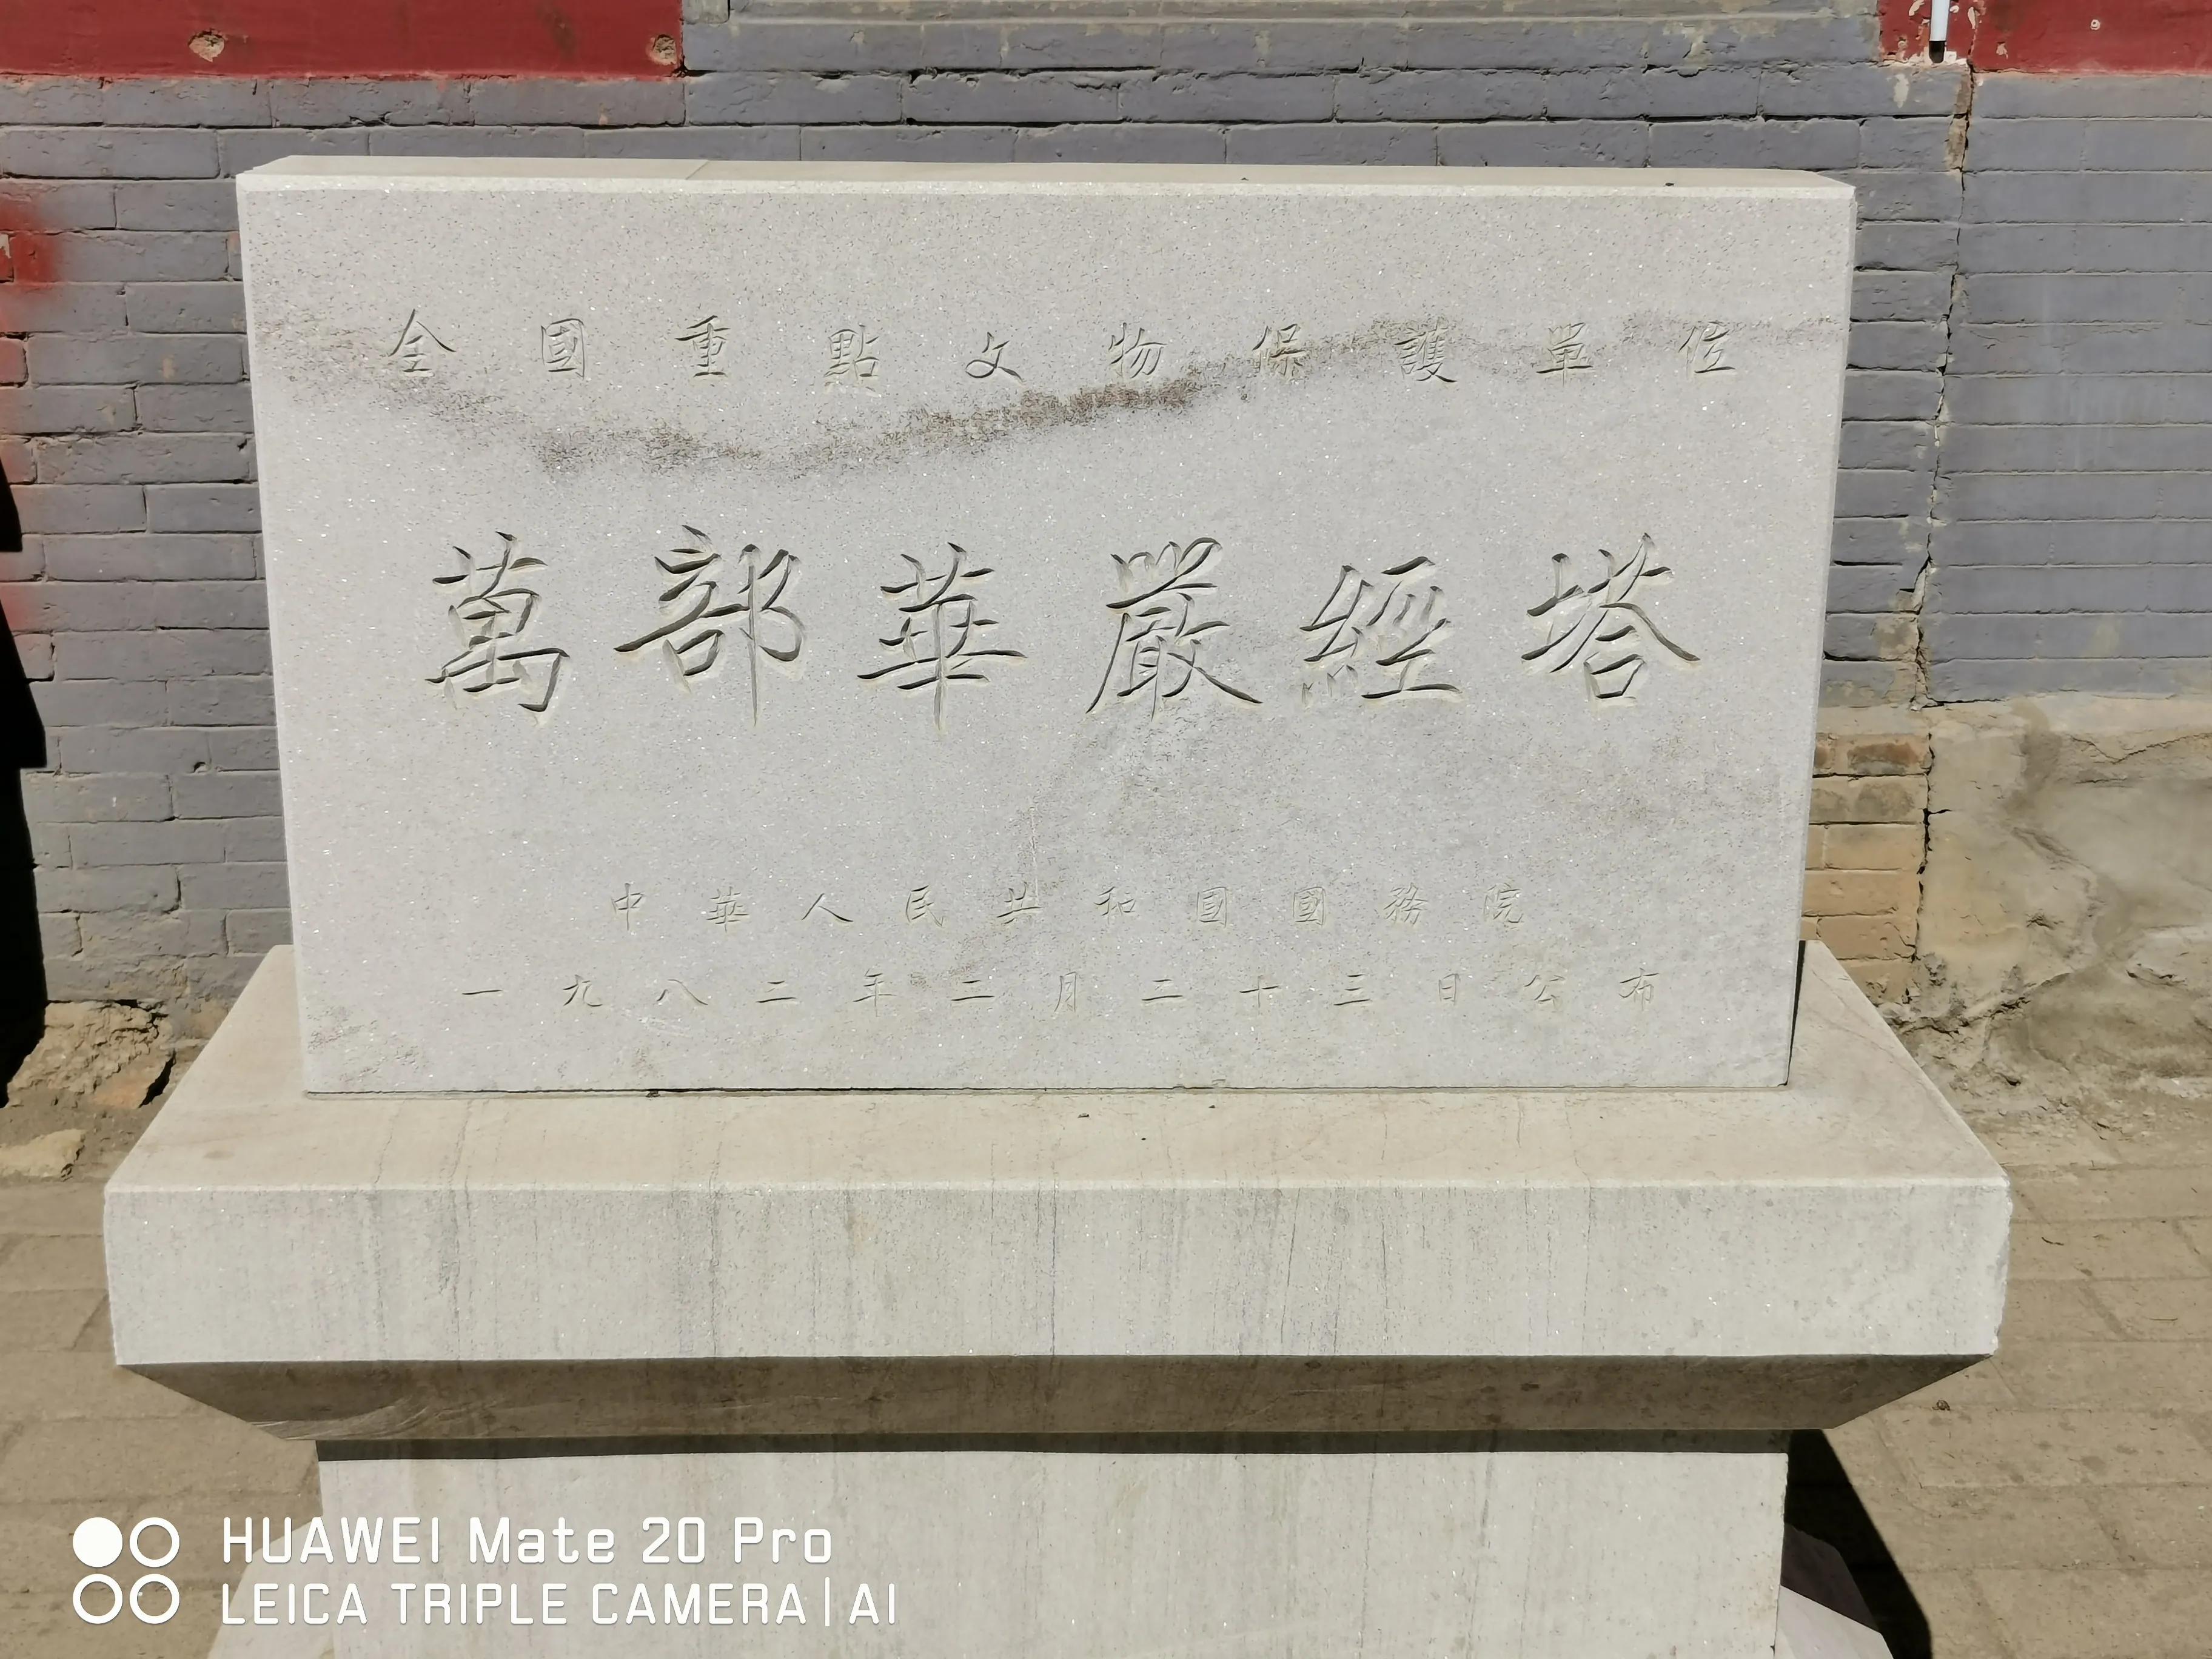 全國重點文物保護單位
萬部華嚴經塔
中華人民共和國國務院
一九八二年二月二十三日公布
HUAWEI Mate 20 Pro
LEICA TRIPLE CAMERA | AI